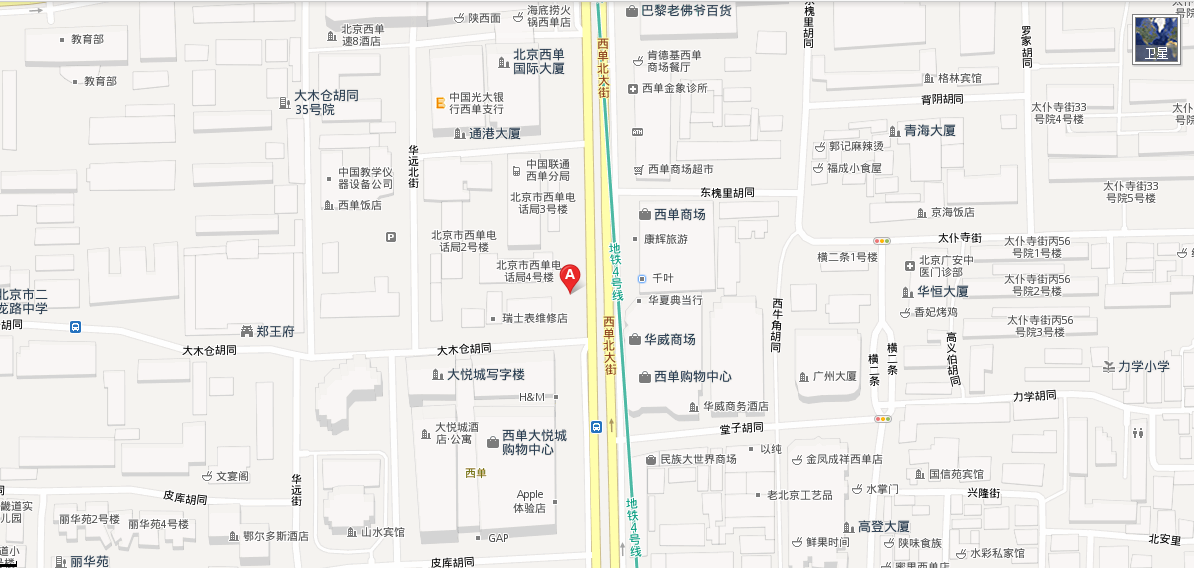 陕西面
海底捞火
锅西单店
巴黎老佛爷百货
东槐里胡同
罗家胡同
教育部
北京西单
速8酒店
北京西单
国际大厦
西单北大街
肯德基西单
商场餐厅
卫星
教育部
大木仓胡同
35号院
中国光大银
行西单支行
西单金象诊所
格林宾馆
背阴胡同
太仆寺街33
号院4号楼
通港大厦
青海大厦
华远北街
郭记麻辣烫
中国联通
西单分局
西单商场超市
福成小食屋
中国教学仪
器设备公司
西单饭店
北京市西单电
话局3号楼
东槐里胡同
太仆寺街33
号院5号楼
西单商场
京海饭店
P
北京市西单电
话局2号楼
康辉旅游
太仆寺街
太仆寺街丙56
号院1号楼
地铁4号线
横二条1号楼
北京市西单电
话局4号楼
A
千叶
北京广安中
医门诊部
太仆寺街丙56
号院2号楼
北京市二
龙路中学
华夏典当行
华恒大厦
香妃烤鸡
瑞士表维修店
西牛角胡同
太仆寺街丙56
号院3号楼
胡同
郑王府
西单北大街
华威商场
大木仓胡同
大木仓胡同
横二条
横二条
高义伯胡同
大悦城写字楼
西单购物中心
广州大厦
力学小学
H&M
华威商务酒店
力学胡同
大悦城酒
店·公寓
西单大悦城
购物中心
堂子胡同
以纯
西单
民族大世界商场
金凤成祥西单店
文宴阁
华远街
国信苑宾馆
皮库胡同
Apple
体验店
老北京工艺品
水掌门
兴隆街
地铁4号线
丽华苑2号楼
丽华苑4号楼
鄂尔多斯酒店
山水宾馆
GAP
高登大厦
鲜果时间
陕味食族
水彩私家馆
北安里
丽华苑
皮库胡同
蜜果西单店